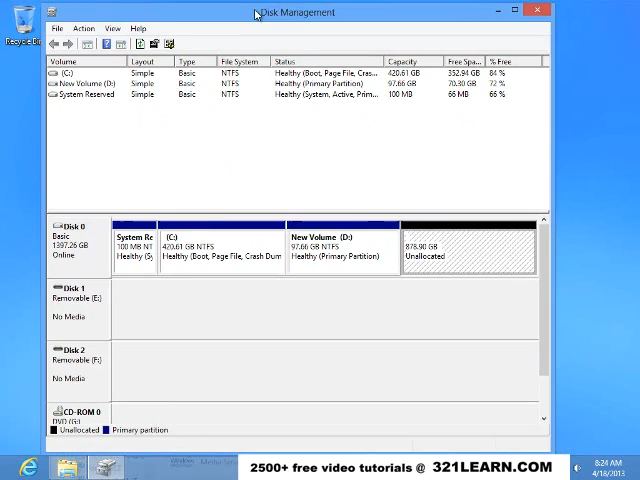 Disk Management
Recycle Bin
File Action View Help
Volume Layout Type File System Status Capacity Free Spa... % Free
(C:) Simple Basic NTFS Healthy (Boot, Page File, Cras... 420.61 GB 352.94 GB 84 %
New Volume (D:) Simple Basic NTFS Healthy (Primary Partition) 97.66 GB 70.30 GB 72 %
System Reserved Simple Basic NTFS Healthy (System, Active, Prim... 100 MB 66 MB 66 %
Disk 0
Basic
1397.26 GB
Online
System Re
100 MB NT
Healthy (Sy
(C:)
420.61 GB NTFS
Healthy (Boot, Page File, Crash Dum
New Volume (D:)
97.66 GB NTFS
Healthy (Primary Partition)
878.90 GB
Unallocated
Disk 1
Removable (E:)
No Media
Disk 2
Removable (F:)
No Media
CD-ROM 0
DVD (G:)
Unallocated Primary partition
2500+ free video tutorials @ 321LEARN.COM
8:24 AM
4/18/2013